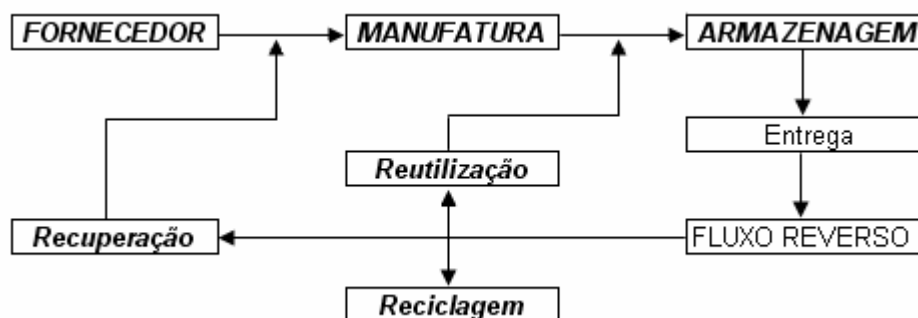 FORNECEDOR
MANUFATURA
ARMAZENAGEM
Entrega
Reutilização
Recuperação
FLUXO REVERSO
Reciclagem